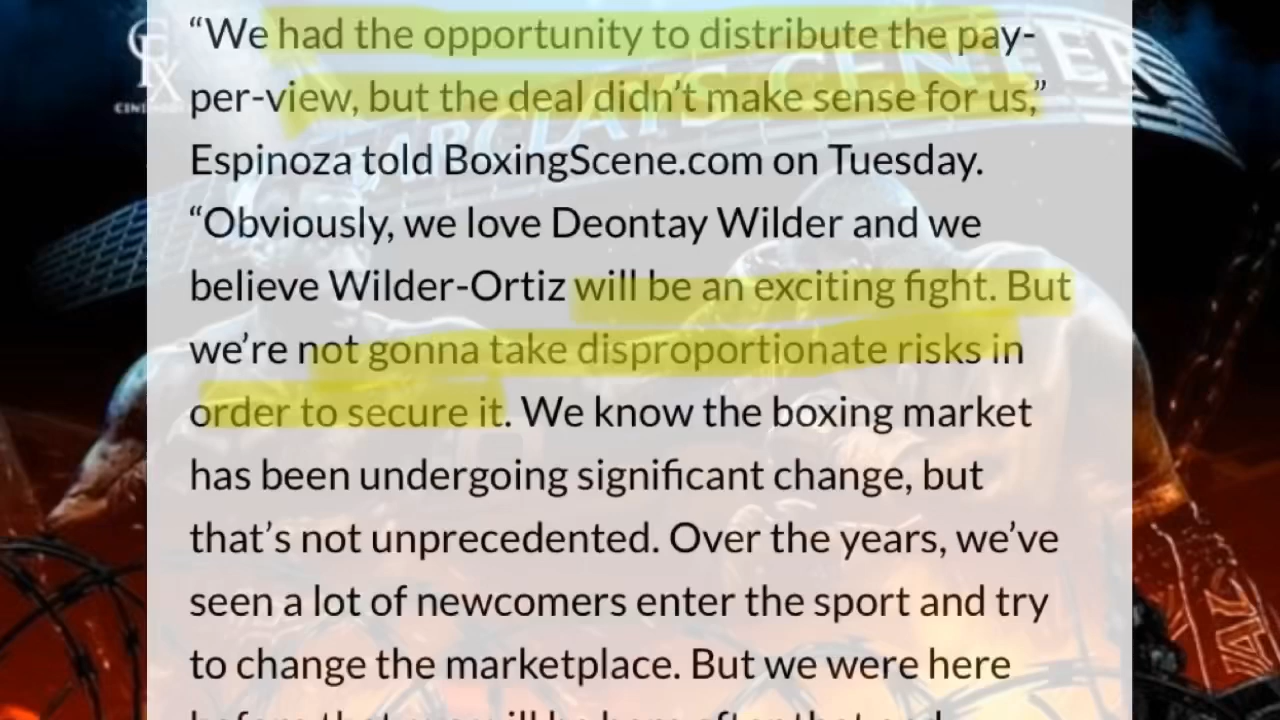 “We had the opportunity to distribute the pay-
per-view, but the deal didn’t make sense for us,”
Espinoza told BoxingScene.com on Tuesday.
“Obviously, we love Deontay Wilder and we
believe Wilder-Ortiz will be an exciting fight. But
we’re not gonna take disproportionate risks in
order to secure it. We know the boxing market
has been undergoing significant change, but
that’s not unprecedented. Over the years, we’ve
seen a lot of newcomers enter the sport and try
to change the marketplace. But we were here
BARCLAYS CENTER